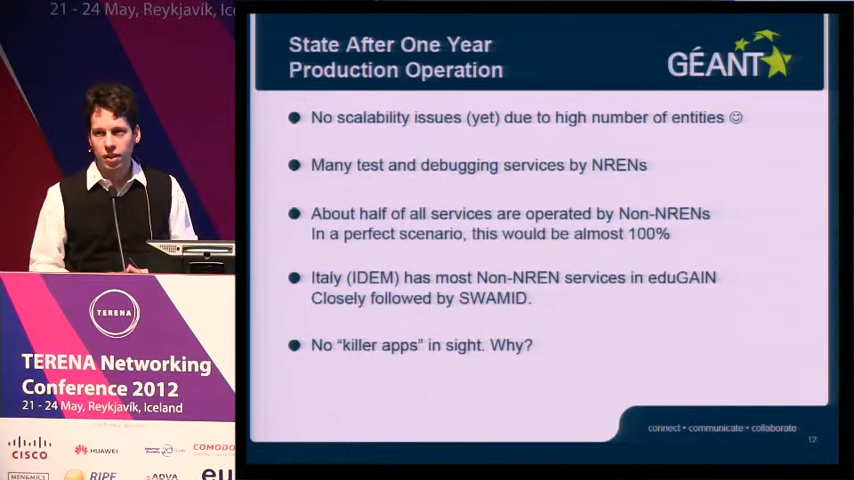 21 - 24 May, Reykjavík, Ic
State After One Year
Production Operation
GÉANT
No scalability issues (yet) due to high number of entities ☺
Many test and debugging services by NRENs
About half of all services are operated by Non-NRENs
In a perfect scenario, this would be almost 100%
Italy (IDEM) has most Non-NREN services in eduGAIN
Closely followed by SWAMID.
No “killer apps” in sight. Why?
connect • communicate • collaborate
12
TERENA
TERENA Networking
Conference 2012
21 - 24 May, Reykjavík, Iceland
CISCO
HUAWEI
COMODO
MEN&MICE
RIPE
ADVA
eu